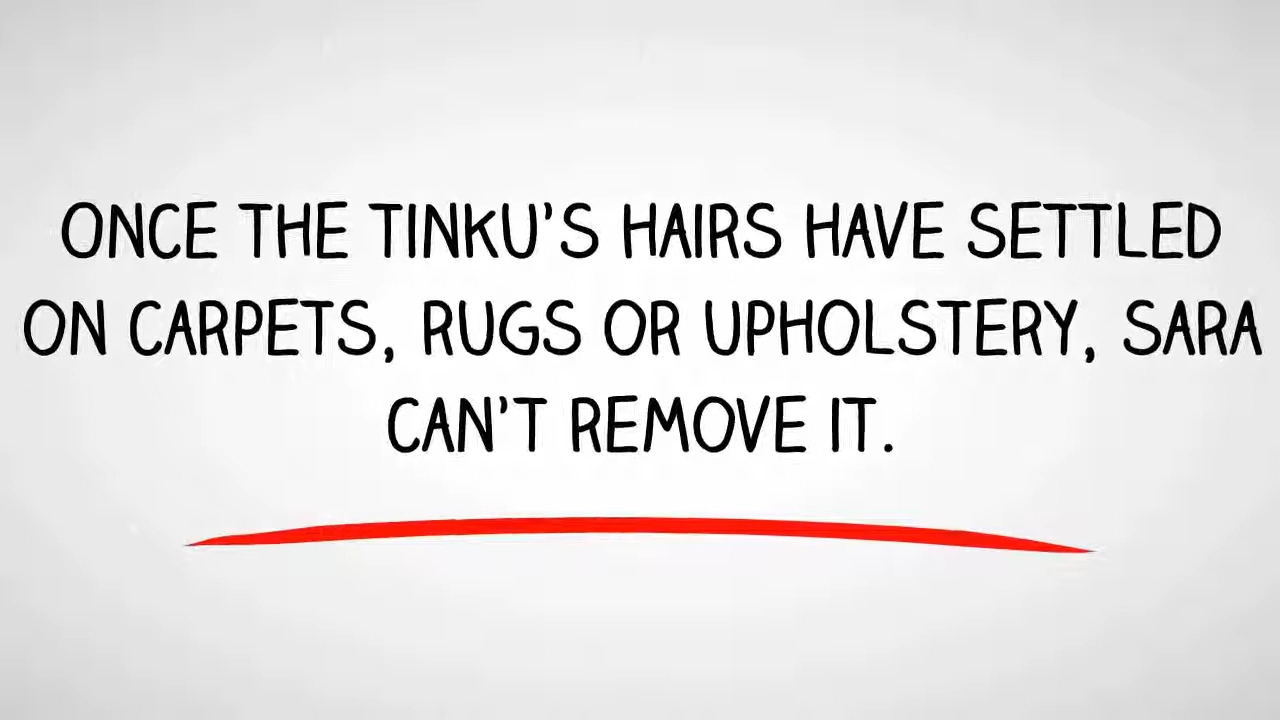 ONCE THE TINKU'S HAIRS HAVE SETTLED
ON CARPETS, RUGS OR UPHOLSTERY, SARA
CAN'T REMOVE IT.